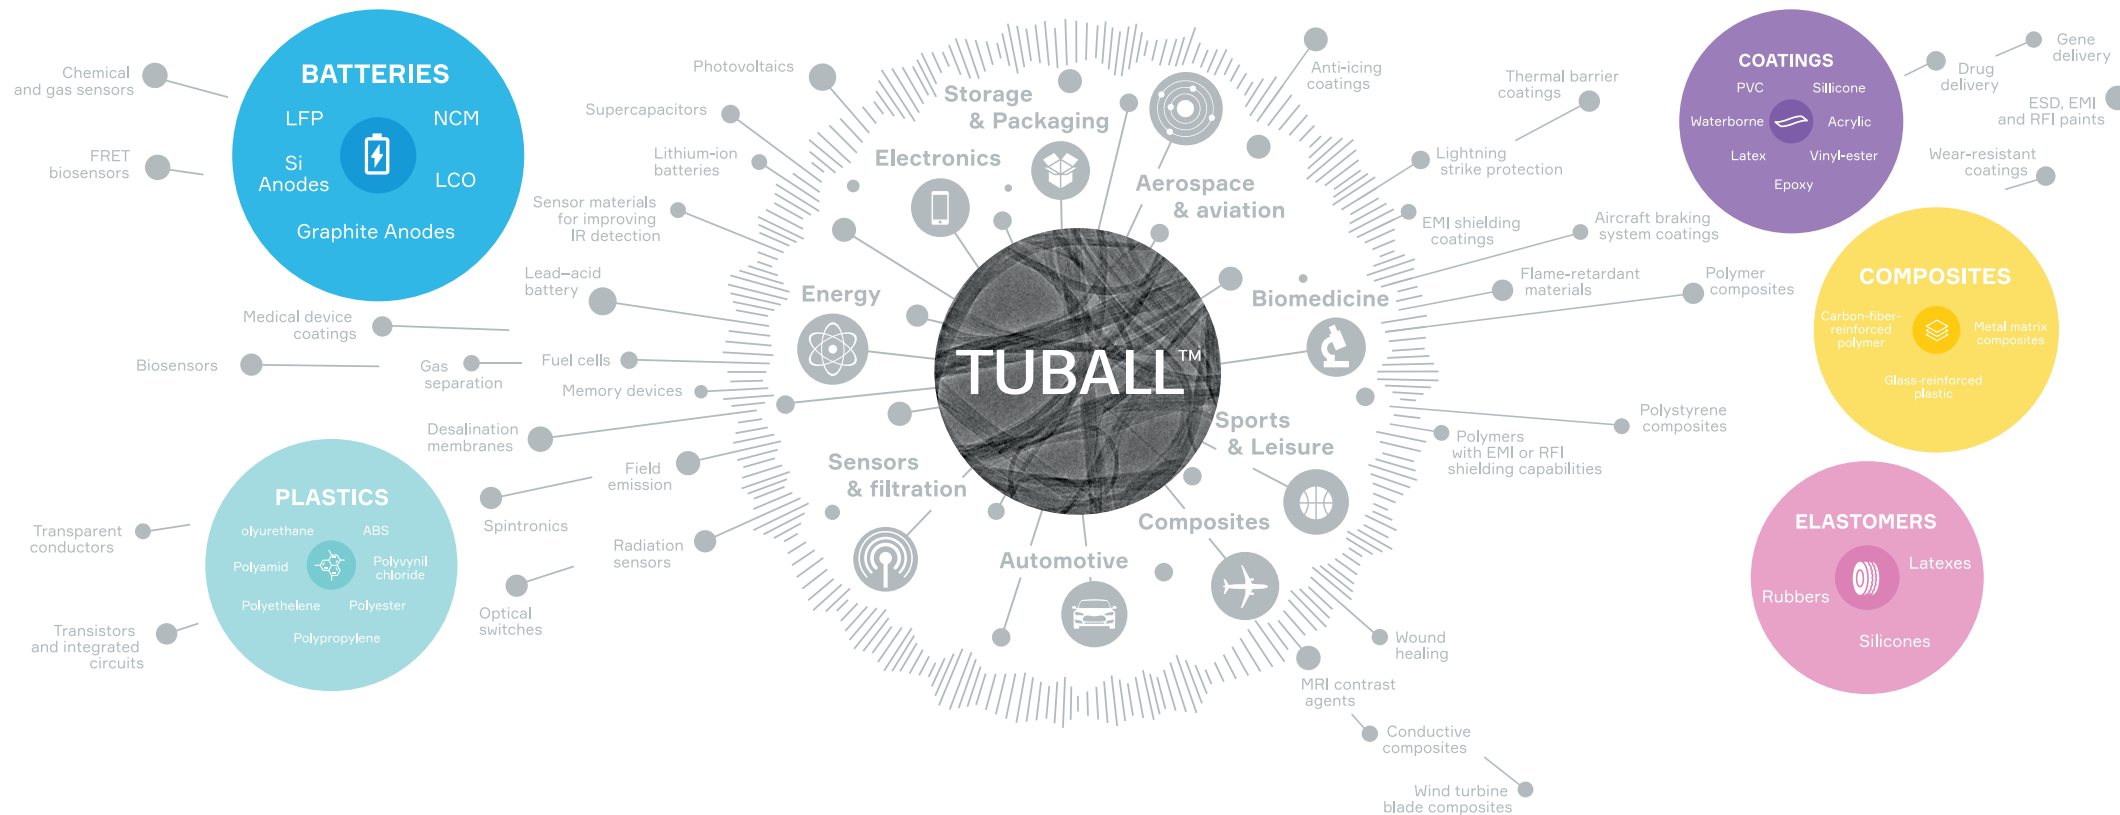 BATTERIES
LFP
NCM
Si
Anodes
LCO
Graphite Anodes
Chemical
and gas sensors
FRET
biosensors
Medical device
coatings
Biosensors
Gas
separation
PLASTICS
olyurethane
ABS
Polyamid
Polyvynil
chloride
Polyethelene
Polyester
Polypropylene
Transparent
conductors
Transistors
and integrated
circuits
Photovoltaics
Supercapacitors
Lithium-ion
batteries
Sensor materials
for improving
IR detection
Lead–acid
battery
Fuel cells
Memory devices
Desalination
membranes
Field
emission
Spintronics
Radiation
sensors
Optical
switches
Storage
& Packaging
Electronics
Aerospace
& aviation
Energy
Biomedicine
TUBALL™
Sports
& Leisure
Sensors
& filtration
Composites
Automotive
Anti-icing
coatings
Thermal barrier
coatings
Lightning
strike protection
EMI shielding
coatings
Aircraft braking
system coatings
Flame-retardant
materials
Polymer
composites
Polystyrene
composites
Polymers
with EMI or RFI
shielding capabilities
Wound
healing
MRI contrast
agents
Conductive
composites
Wind turbine
blade composites
COATINGS
PVC
Sillicone
Waterborne
Acrylic
Latex
Vinyl-ester
Epoxy
Gene
delivery
Drug
delivery
ESD, EMI
and RFI paints
Wear-resistant
coatings
COMPOSITES
Carbon-fiber-
reinforced
polymer
Metal matrix
composites
Glass-reinforced
plastic
ELASTOMERS
Latexes
Rubbers
Silicones